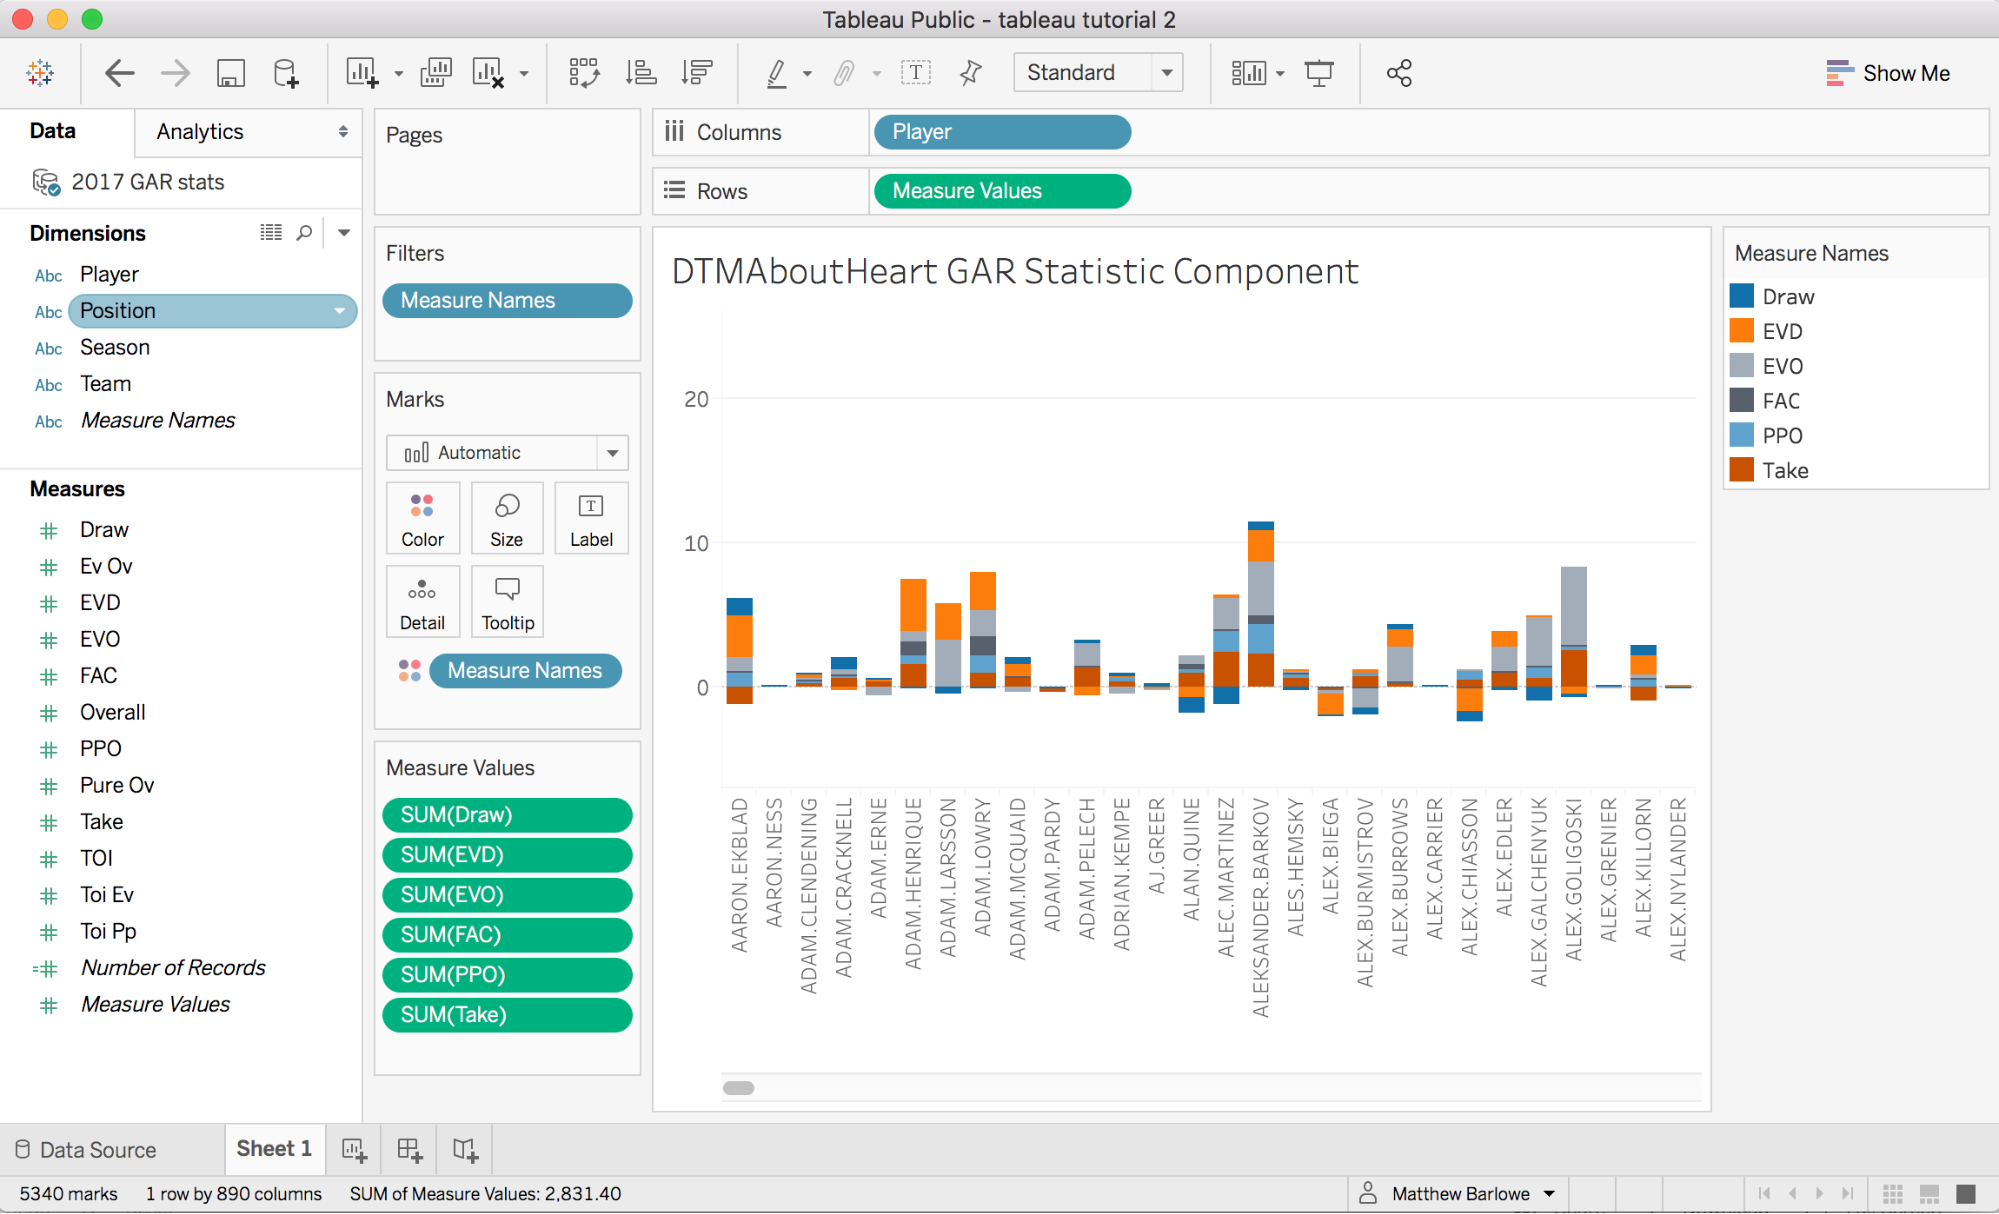 Tableau Public - tableau tutorial 2
Standard
Show Me
Data
Analytics
2017 GAR stats
Dimensions
Abc Player
Abc Position
Abc Season
Abc Team
Abc Measure Names
Measures
Draw
Ev Ov
EVD
EVO
FAC
Overall
PPO
Pure Ov
Take
TOI
Toi Ev
Toi Pp
Number of Records
Measure Values
Pages
Filters
Measure Names
Marks
Automatic
Color
Size
T
Label
Detail
Tooltip
Measure Names
Measure Values
SUM(Draw)
SUM(EVD)
SUM(EVO)
SUM(FAC)
SUM(PPO)
SUM(Take)
Columns
Player
Rows
Measure Values
DTMAboutHeart GAR Statistic Component
20
10
0
AARON.EKBLAD
AARON.NESS
ADAM.CLENDENING
ADAM.CRACKNELL
ADAM.ERNE
ADAM.HENRIQUE
ADAM.LARSSON
ADAM.LOWRY
ADAM.MCQUAID
ADAM.PARDY
ADAM.PELECH
ADRIAN.KEMPE
AJ.GREER
ALAN.QUINE
ALEC.MARTINEZ
ALEKSANDER.BARKOV
ALES.HEMSKY
ALEX.BIEGA
ALEX.BURMISTROV
ALEX.BURROWS
ALEX.CARRIER
ALEX.CHIASSON
ALEX.EDLER
ALEX.GALCHENYUK
ALEX.GOLIGOSKI
ALEX.GRENIER
ALEX.KILLORN
ALEX.NYLANDER
Measure Names
Draw
EVD
EVO
FAC
PPO
Take
Data Source
Sheet 1
5340 marks
1 row by 890 columns
SUM of Measure Values: 2,831.40
Matthew Barlowe